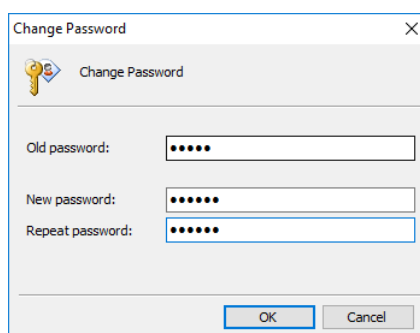 Change Password
Change Password
Old password: •••••
New password: ••••••
Repeat password: ••••••
OK Cancel